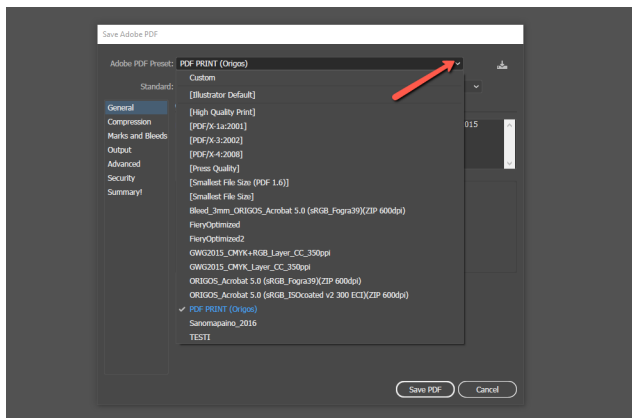 Save Adobe PDF
Adobe PDF Preset: PDF PRINT (Origos)
Custom
Standard:
[Illustrator Default]
General
[High Quality Print]
Compression
[PDF/X-1a:2001]
015
Marks and Bleeds
[PDF/X-3:2002]
Output
[PDF/X-4:2008]
Advanced
[Press Quality]
Security
[Smallest File Size (PDF 1.6)]
Summary!
[Smallest File Size]
Bleed_3mm_ORIGOS_Acrobat 5.0 (sRGB_Fogra39)(ZIP 600dpi)
FieryOptimized
FieryOptimized2
GWG2015_CMYK+RGB_Layer_CC_350ppi
GWG2015_CMYK_Layer_CC_350ppi
ORIGOS_Acrobat 5.0 (sRGB_Fogra39)(ZIP 600dpi)
ORIGOS_Acrobat 5.0 (sRGB_ISOcoated v2 300 ECI)(ZIP 600dpi)
PDF PRINT (Origos)
Sanomapaino_2016
TESTI
Save PDF
Cancel